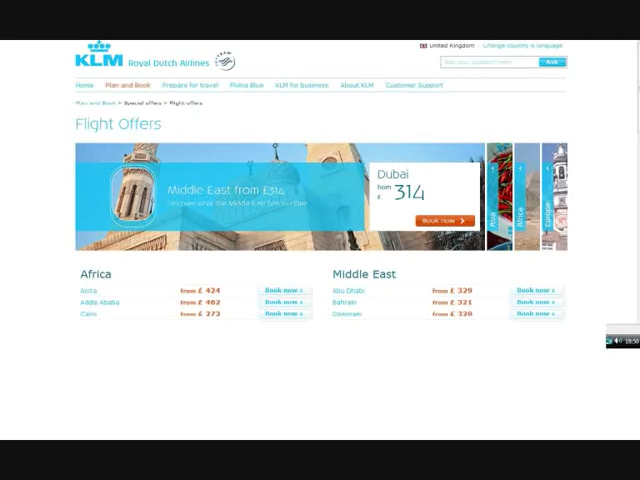 KLM Royal Dutch Airlines
United Kingdom Change country & language
Ask
Home Plan and Book Prepare for travel Flying Blue KLM for business About KLM Customer Support
Plan and Book > Special offers > Flight offers
Flight Offers
Middle East from £314
Discover what the Middle East has to offer
Dubai
from
£ 314
Book now >
Asia
Africa
Europe
Africa
Accra from £ 424 Book now >
Addis Ababa from £ 462 Book now >
Cairo from £ 272 Book now >
Middle East
Abu Dhabi from £ 329 Book now >
Bahrain from £ 321 Book now >
Dammam from £ 320 Book now >
18:50